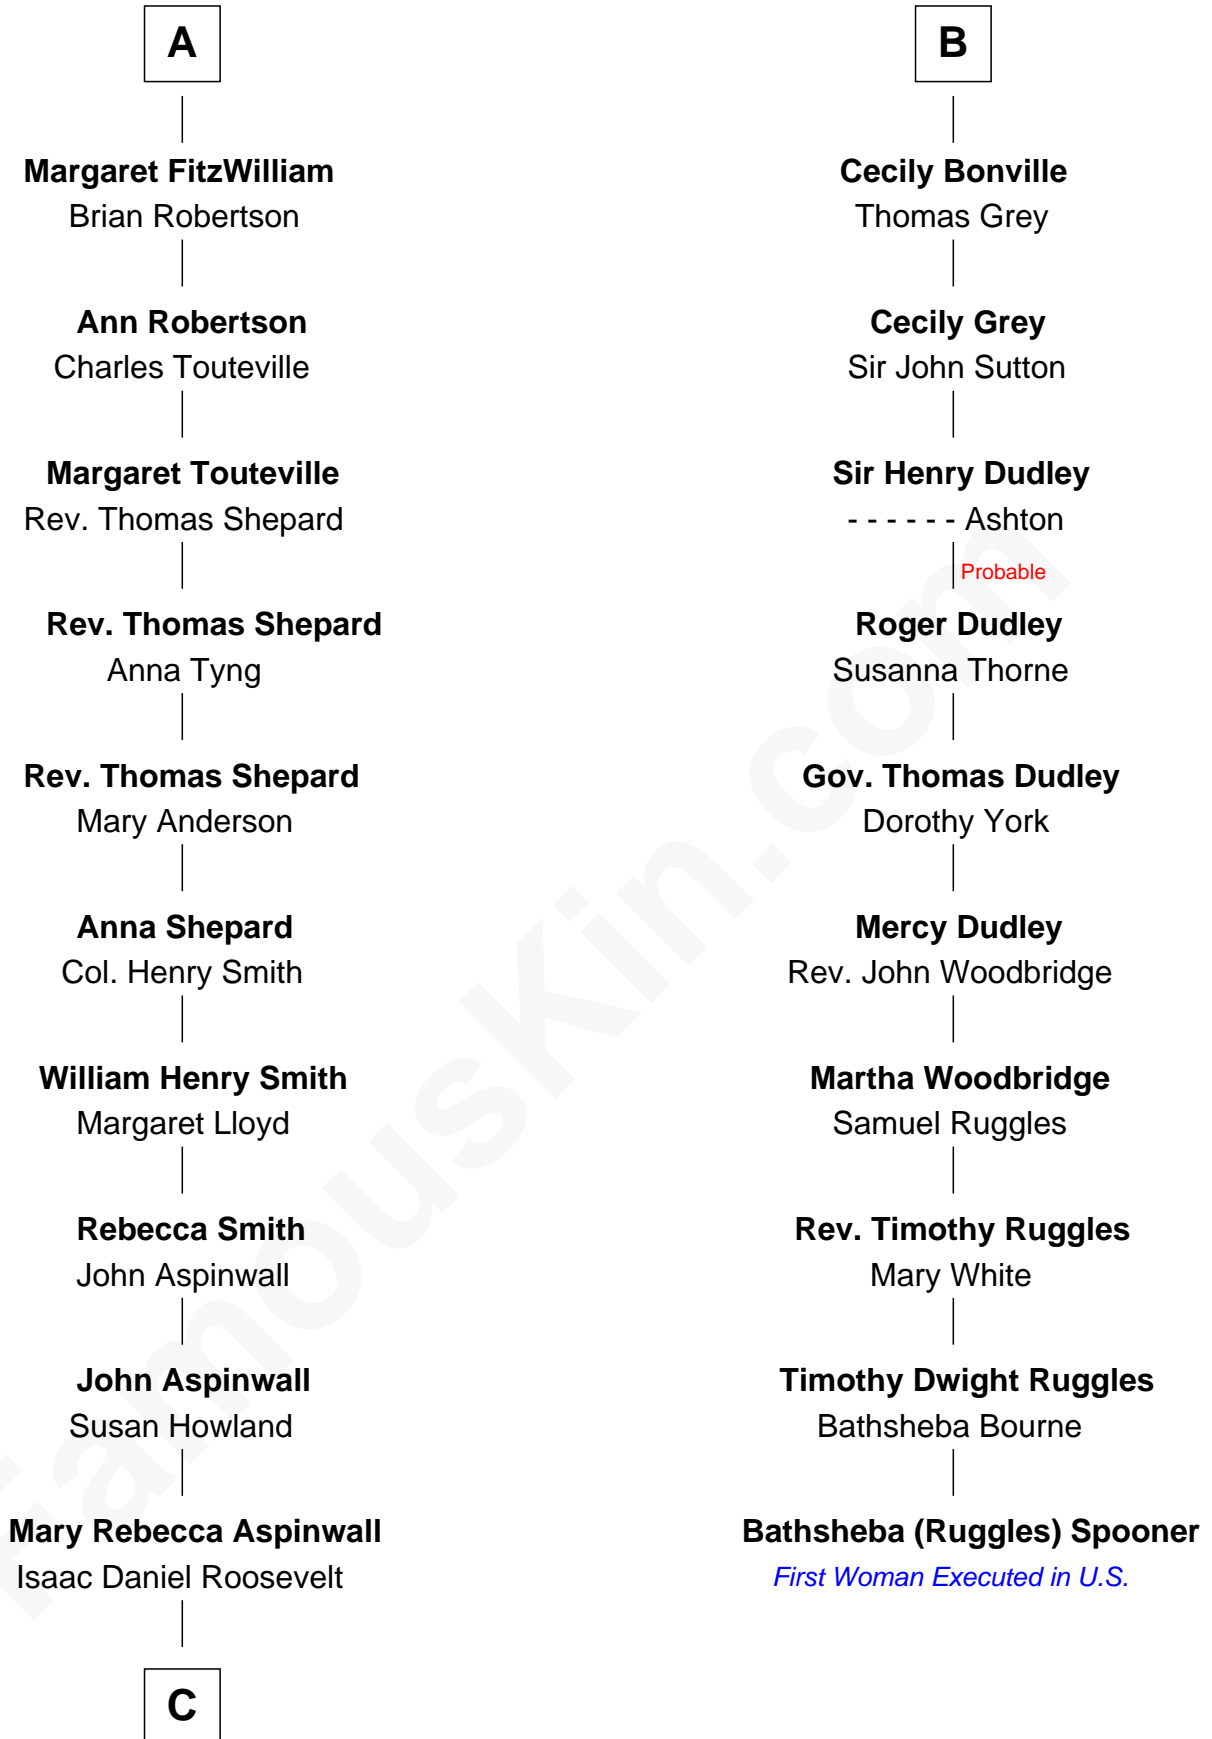 A
Margaret FitzWilliam
Brian Robertson
Ann Robertson
Charles Touteville
Margaret Touteville
Rev. Thomas Shepard
Rev. Thomas Shepard
Anna Tyng
Rev. Thomas Shepard
Mary Anderson
Anna Shepard
Col. Henry Smith
William Henry Smith
Margaret Lloyd
Rebecca Smith
John Aspinwall
John Aspinwall
Susan Howland
Mary Rebecca Aspinwall
Isaac Daniel Roosevelt
C
B
Cecily Bonville
Thomas Grey
Cecily Grey
Sir John Sutton
Sir Henry Dudley
- - - - - - Ashton
Probable
Roger Dudley
Susanna Thorne
Gov. Thomas Dudley
Dorothy York
Mercy Dudley
Rev. John Woodbridge
Martha Woodbridge
Samuel Ruggles
Rev. Timothy Ruggles
Mary White
Timothy Dwight Ruggles
Bathsheba Bourne
Bathsheba (Ruggles) Spooner
First Woman Executed in U.S.
FamousKin.com